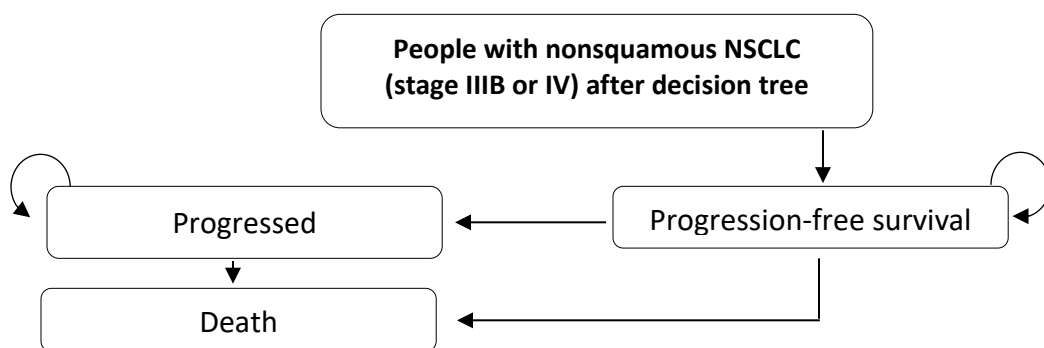 People with nonsquamous NSCLC
(stage IIIB or IV) after decision tree
Progressed
Progression-free survival
Death